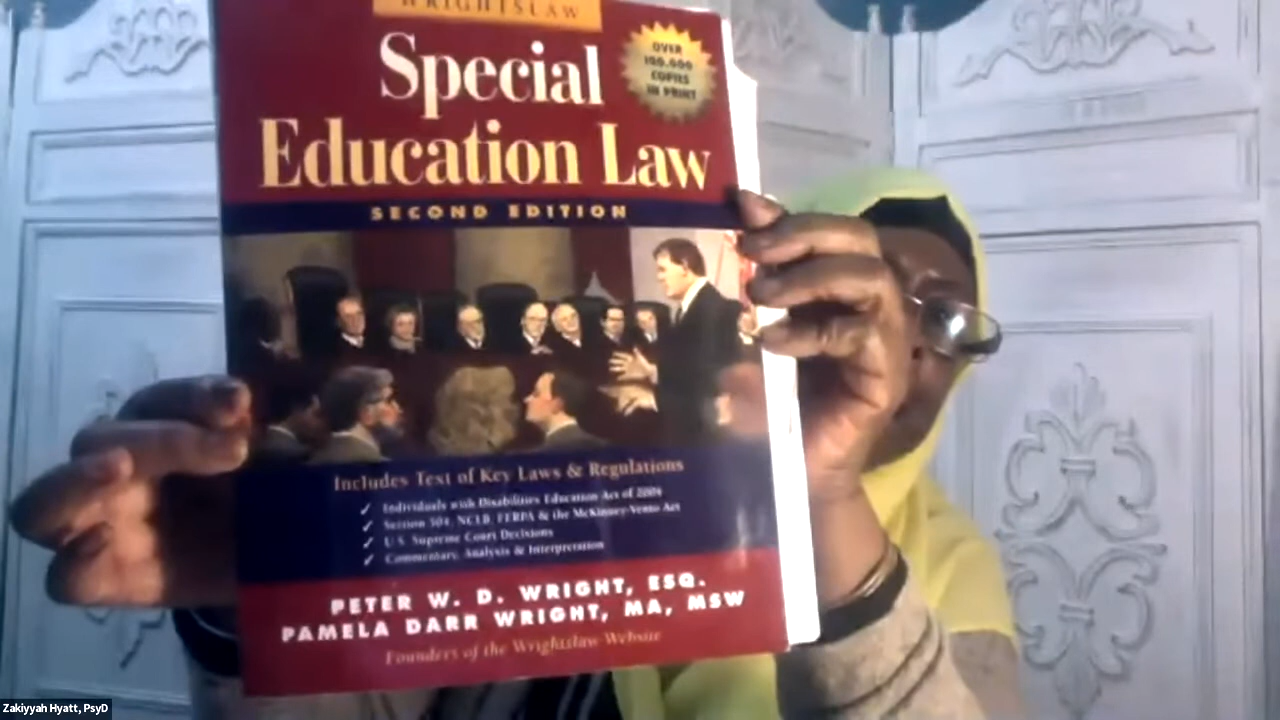 WRIGHTSLAW
Special
Education Law
OVER
100,000
COPIES
IN PRINT
SECOND EDITION
Includes Text of Key Laws & Regulations
✓ Individuals with Disabilities Education Act of 2004
✓ Section 504, NCLB, FERPA & the McKinney-Vento Act
✓ U.S. Supreme Court Decisions
✓ Commentary, Analysis & Interpretation
PETER W. D. WRIGHT, ESQ.
PAMELA DARR WRIGHT, MA, MSW
Founders of the Wrightslaw Website
Zakiyyah Hyatt, PsyD